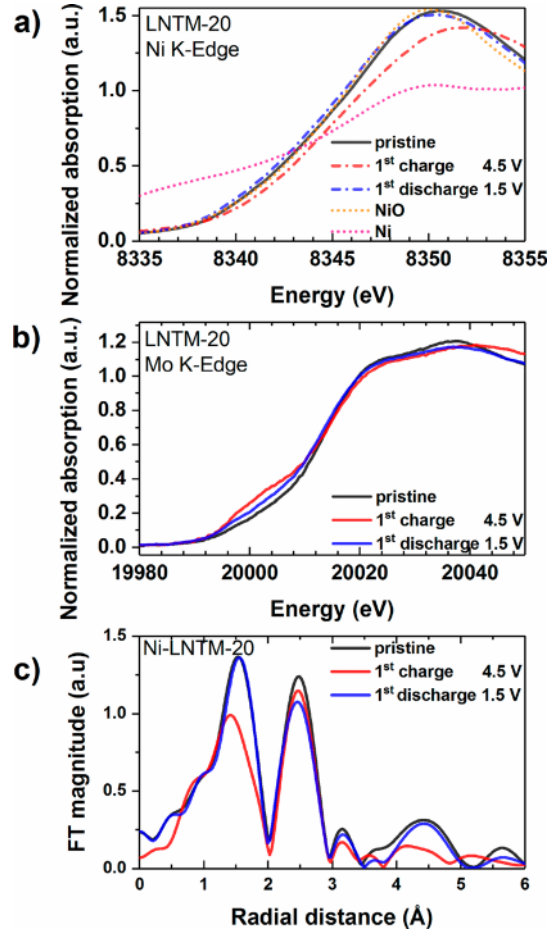 a)
LNTM-20
Ni K-Edge
Normalized absorption (a.u.)
1.5
1.0
0.5
0.0
pristine
1st charge 4.5 V
1st discharge 1.5 V
NiO
Ni
8335 8340 8345 8350 8355
Energy (eV)
b)
LNTM-20
Mo K-Edge
Normalized absorption (a.u.)
1.2
1.0
0.8
0.6
0.4
0.2
0.0
pristine
1st charge 4.5 V
1st discharge 1.5 V
19980 20000 20020 20040
Energy (eV)
c)
Ni-LNTM-20
FT magnitude (a.u)
1.5
1.0
0.5
0.0
pristine
1st charge 4.5 V
1st discharge 1.5 V
0 1 2 3 4 5 6
Radial distance (Å)